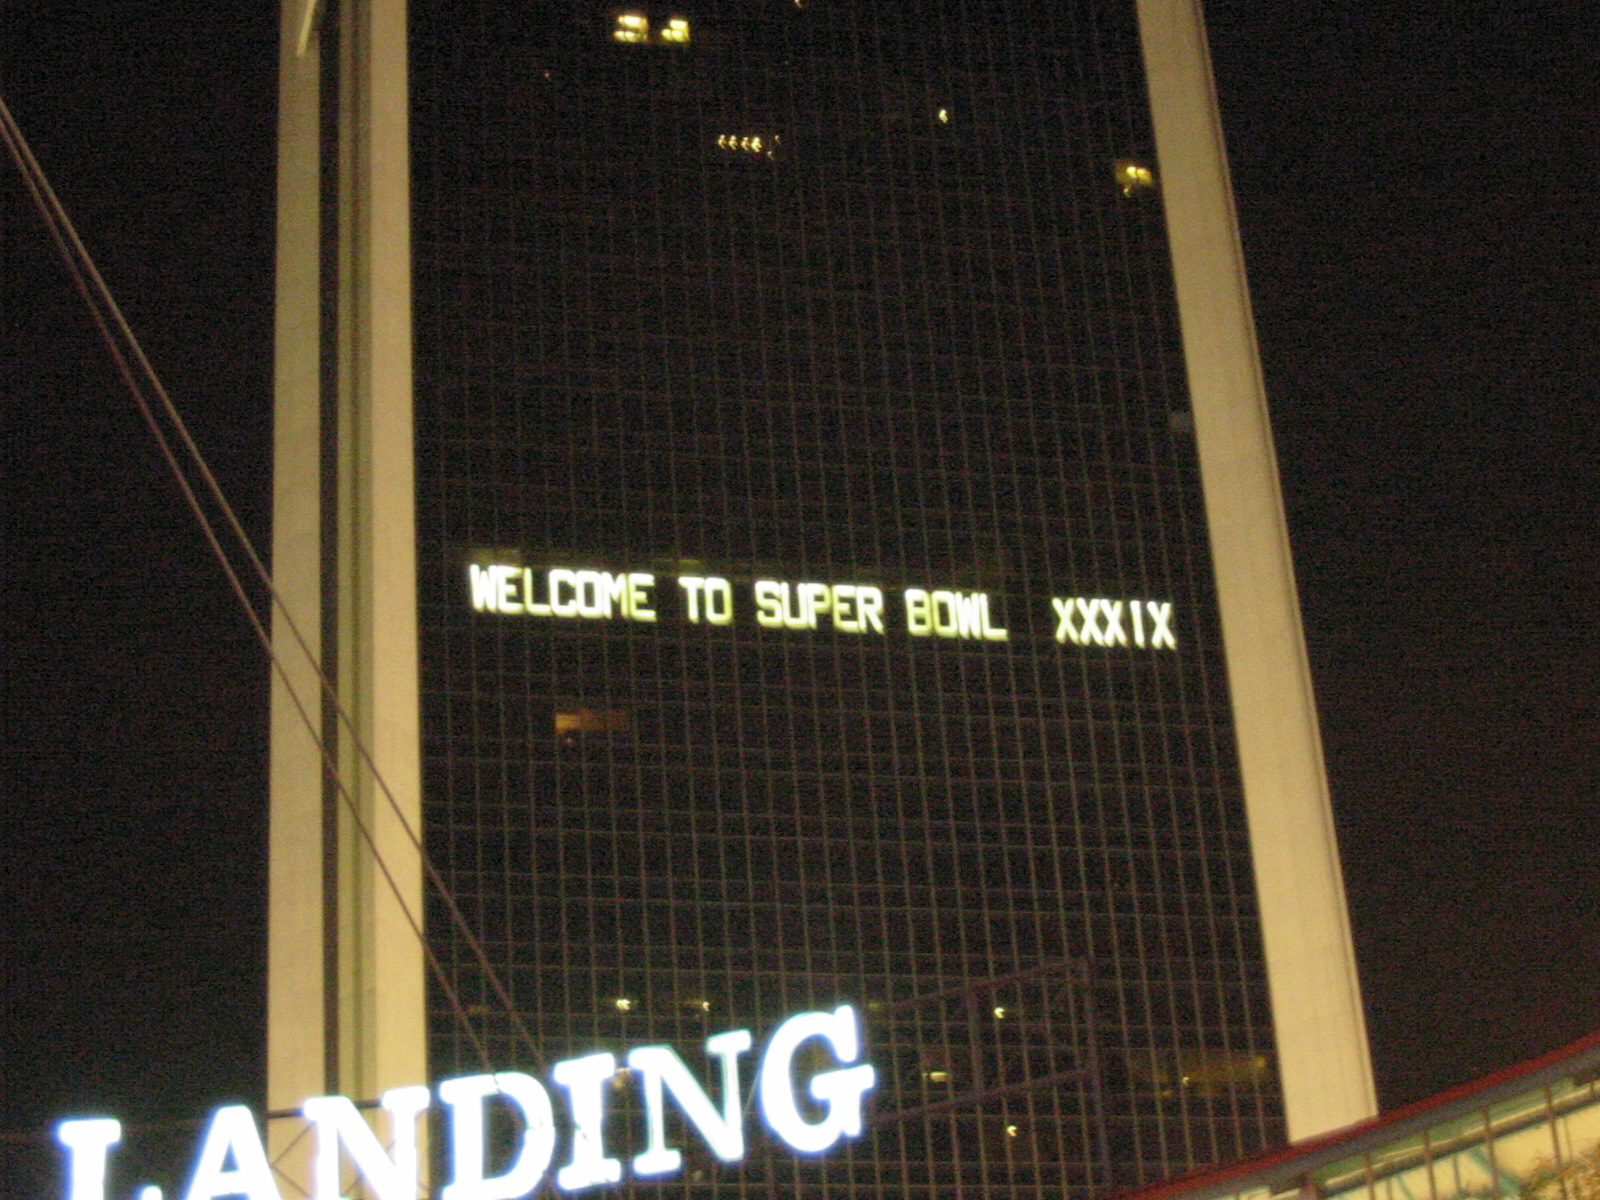 WELCOME TO SUPER BOWL XXXIX
LANDING